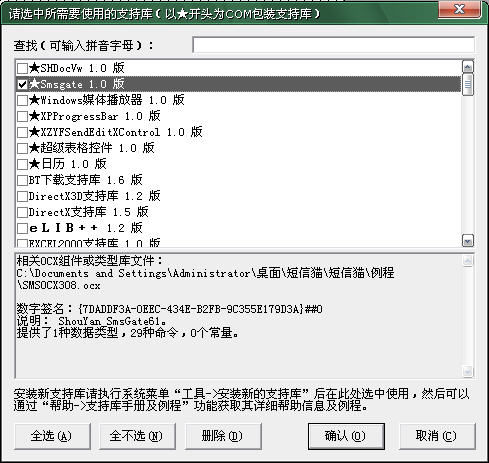 请选中所需要使用的支持库(以★开头为COM包装支持库)
查找(可输入拼音字母):
★SHDocVw 1.0 版
★Smsgate 1.0 版
★Windows媒体播放器 1.0 版
★XPProgressBar 1.0 版
★XZYFSendEditXControl 1.0 版
★超级表格控件 1.0 版
★日历 1.0 版
BT下载支持库 1.6 版
DirectX3D支持库 1.2 版
DirectX支持库 1.5 版
eLIB++ 1.2 版
EXCEL2000支持库 1.0 版
相关OCX组件或类型库文件:
C:\Documents and Settings\Administrator\桌面\短信猫\短信猫\例程
\SMSOCX308.ocx
数字签名:{7DADDF3A-0EEC-434E-B2FB-9C355E179D3A}##0
说明: ShouYan_SmsGate61。
提供了1种数据类型,29种命令,0个常量。
安装新支持库请执行系统菜单“工具->安装新的支持库”后在此处选中使用,然后可以
通过“帮助->支持库手册及例程”功能获取其详细帮助信息及例程。
全选(A) 全不选(N) 删除(D) 确认(O) 取消(C)